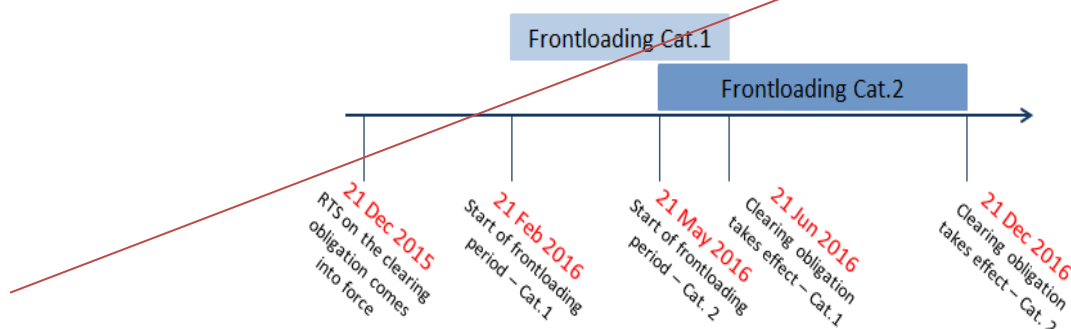 Frontloading Cat.1
Frontloading Cat.2
21 Dec 2015
RTS on the clearing
obligation comes
into force
21 Feb 2016
Start of frontloading
period – Cat.1
21 May 2016
Start of frontloading
period – Cat. 2
21 Jun 2016
Clearing obligation
takes effect – Cat.1
21 Dec 2016
Clearing obligation
takes effect – Cat. 2